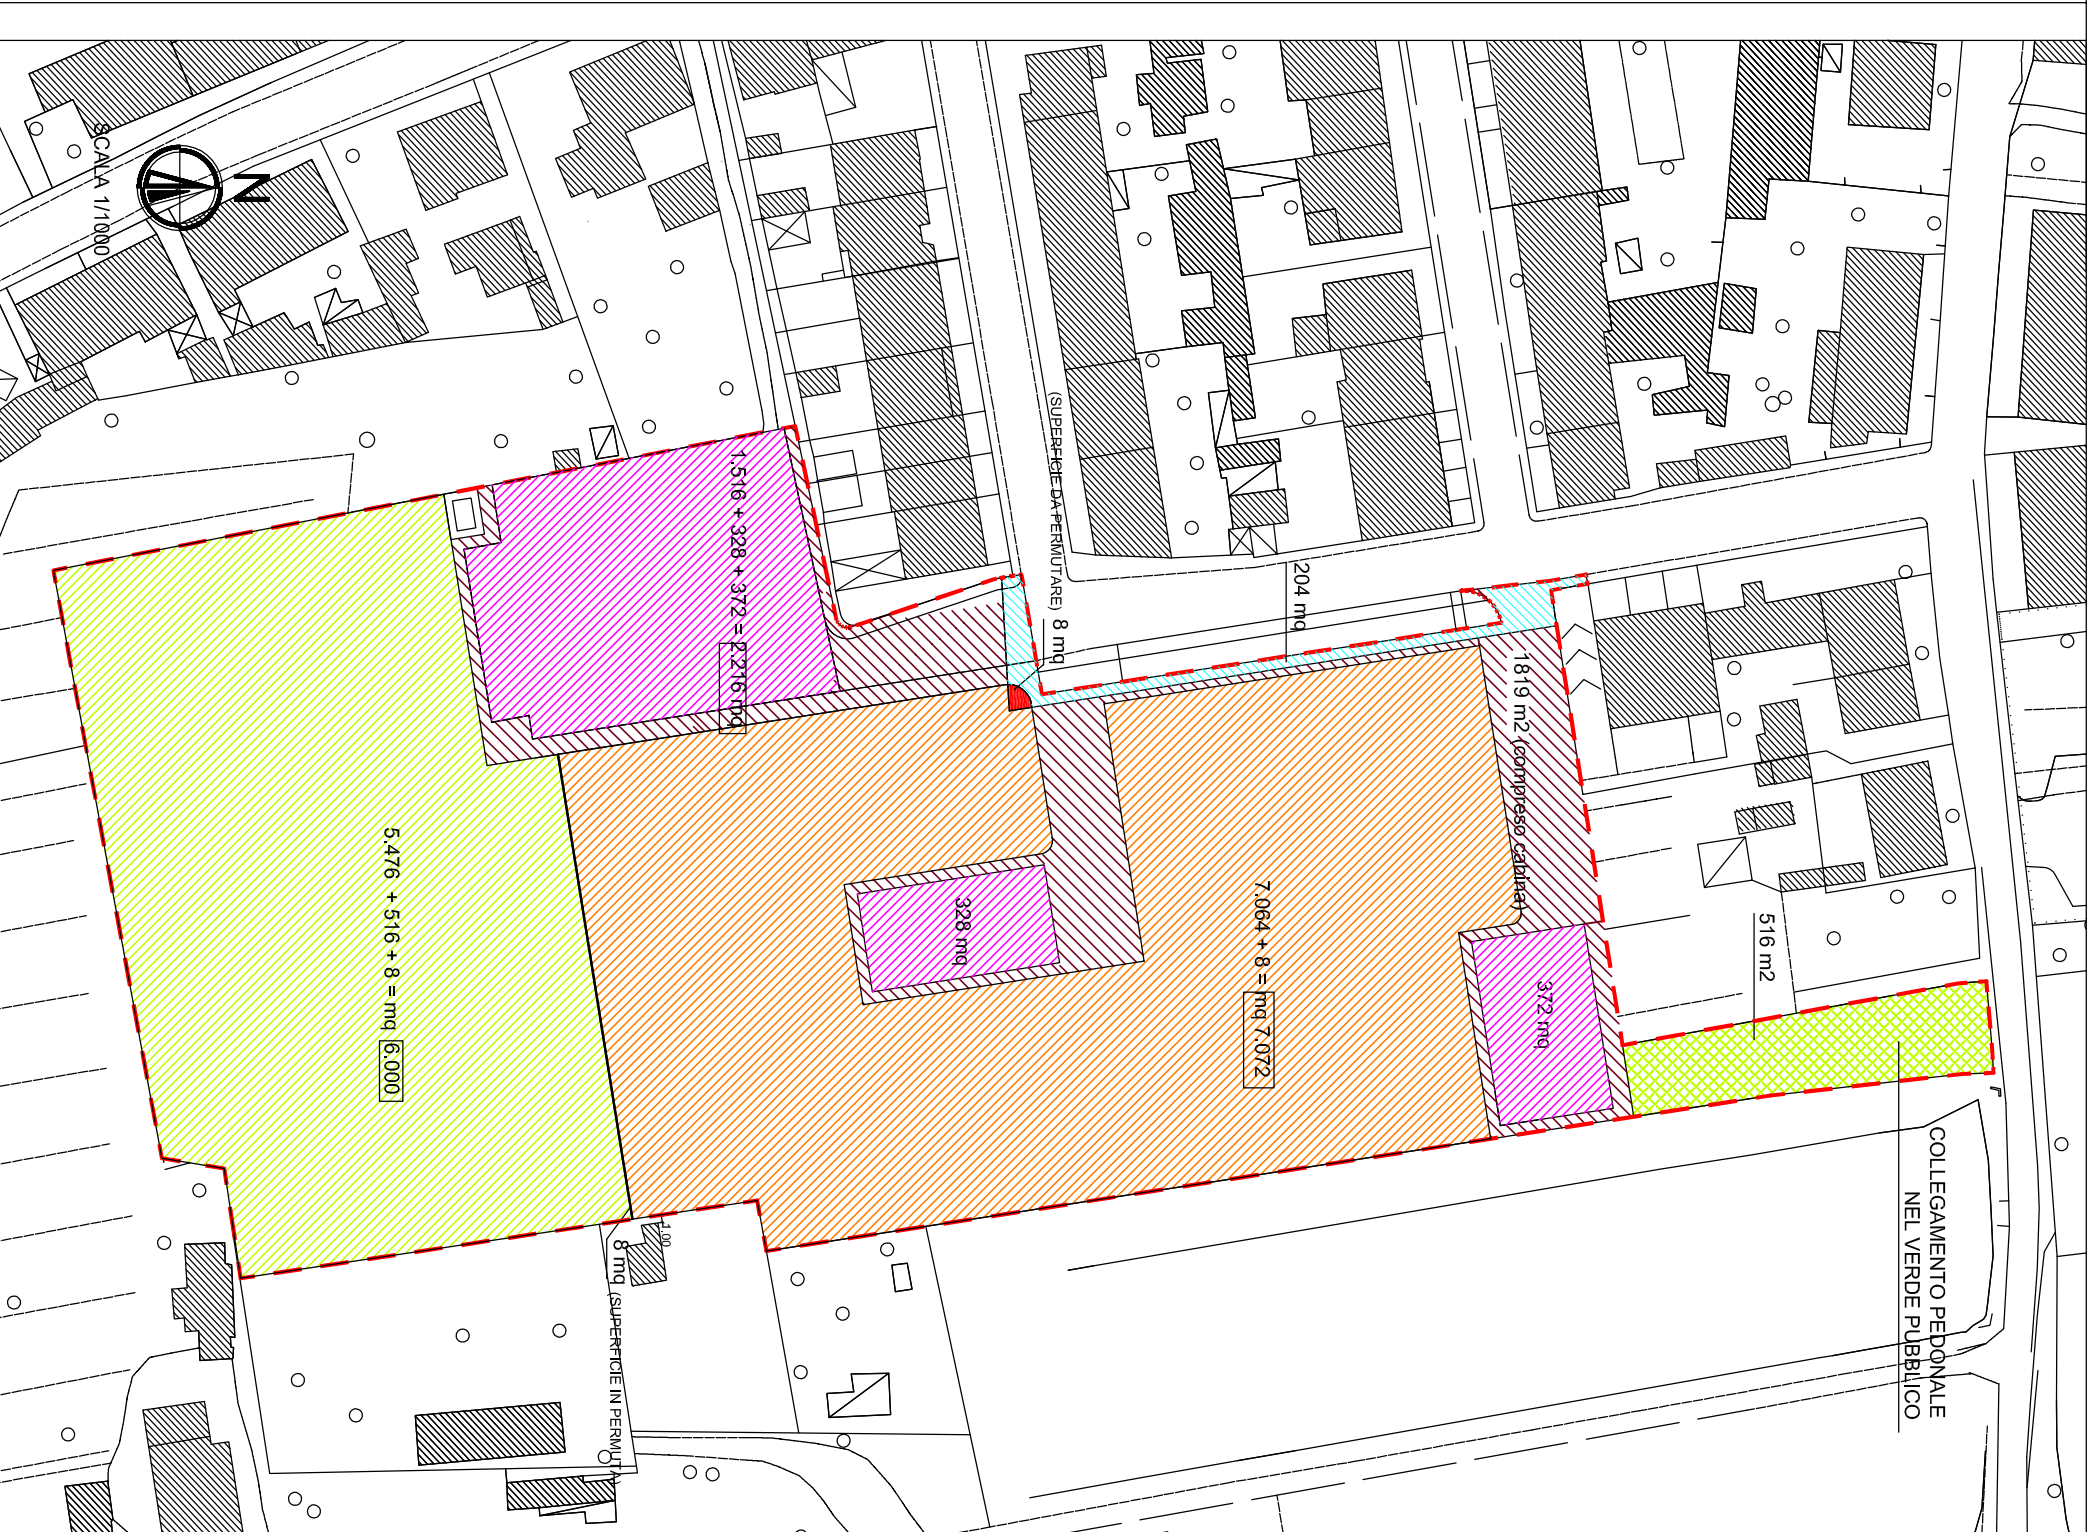 COLLEGAMENTO PEDONALE
NEL VERDE PUBBLICO
516 m2
1819 m2 (compreso cabina)
372 mq
204 mq
7.064 + 8 = mq 7.072
(SUPERFICIE DA PERMUTARE) 8 mq
328 mq
1.516 + 328 + 372 = 2.216 mq
1.00
8 mq (SUPERFICIE IN PERMUTA)
5.476 + 516 + 8 = mq 6.000
N
SCALA 1/1000